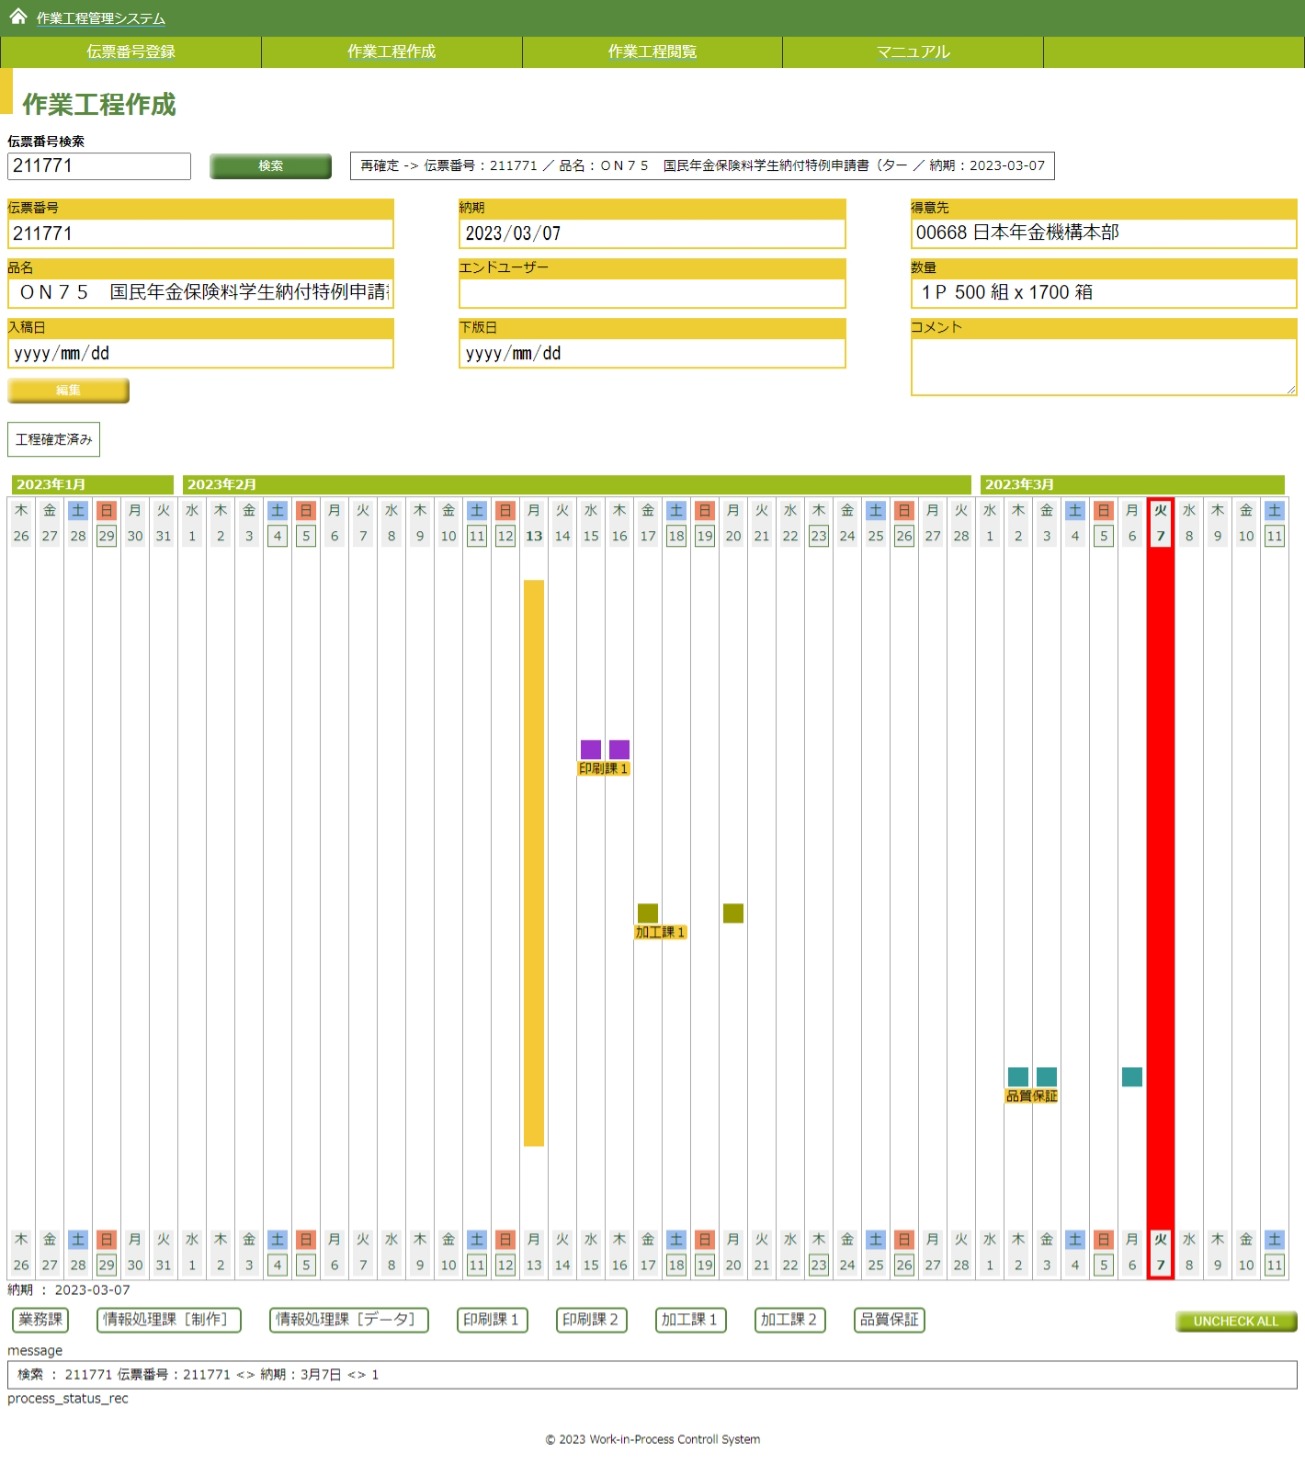 作業工程管理システム
伝票番号登録 作業工程作成 作業工程閲覧 マニュアル
作業工程作成
伝票番号検索
211771 検索 再確定 -> 伝票番号：211771 ／ 品名：ＯＮ７５　国民年金保険料学生納付特例申請書（ター ／ 納期：2023-03-07
伝票番号 納期 得意先
211771 2023/03/07 00668 日本年金機構本部
品名 エンドユーザー 数量
ＯＮ７５　国民年金保険料学生納付特例申請 1Ｐ 500 組 x 1700 箱
入稿日 下版日 コメント
yyyy/mm/dd yyyy/mm/dd
編集
工程確定済み
2023年1月 2023年2月 2023年3月
木 金 土 日 月 火 水 木 金 土 日 月 火 水 木 金 土 日 月 火 水 木 金 土 日 月 火 水 木 金 土 日 月 火 水 木 金 土 日 月 火 水 木 金 土
26 27 28 29 30 31 1 2 3 4 5 6 7 8 9 10 11 12 13 14 15 16 17 18 19 20 21 22 23 24 25 26 27 28 1 2 3 4 5 6 7 8 9 10 11
印刷課１
加工課１
品質保証
木 金 土 日 月 火 水 木 金 土 日 月 火 水 木 金 土 日 月 火 水 木 金 土 日 月 火 水 木 金 土 日 月 火 水 木 金 土 日 月 火 水 木 金 土
26 27 28 29 30 31 1 2 3 4 5 6 7 8 9 10 11 12 13 14 15 16 17 18 19 20 21 22 23 24 25 26 27 28 1 2 3 4 5 6 7 8 9 10 11
納期 ： 2023-03-07
業務課 情報処理課［制作］ 情報処理課［データ］ 印刷課１ 印刷課２ 加工課１ 加工課２ 品質保証 UNCHECK ALL
message
検索 ： 211771 伝票番号：211771 <> 納期：3月7日 <> 1
process_status_rec
© 2023 Work-in-Process Controll System